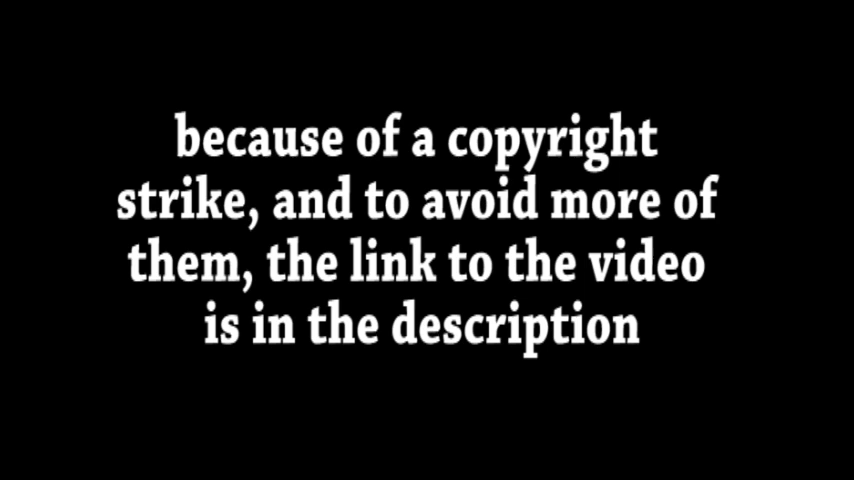 because of a copyright
strike, and to avoid more of
them, the link to the video
is in the description